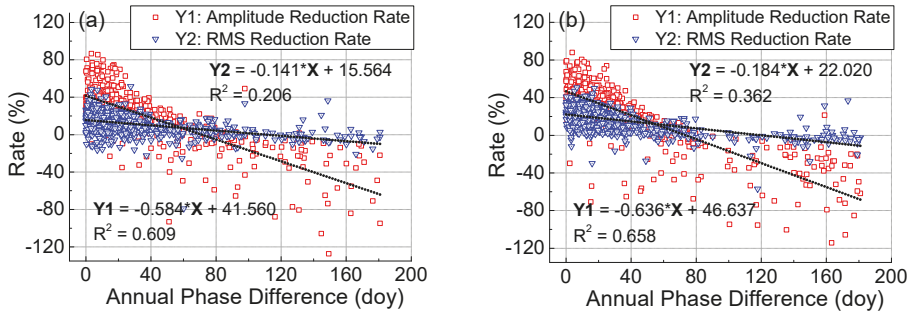 (a)
Y1: Amplitude Reduction Rate
Y2: RMS Reduction Rate
Y2 = -0.141*X + 15.564
R² = 0.206
Y1 = -0.584*X + 41.560
R² = 0.609
120
80
40
0
-40
-80
-120
Rate (%)
0 40 80 120 160 200
Annual Phase Difference (doy)
(b)
Y1: Amplitude Reduction Rate
Y2: RMS Reduction Rate
Y2 = -0.184*X + 22.020
R² = 0.362
Y1 = -0.636*X + 46.637
R² = 0.658
120
80
40
0
-40
-80
-120
Rate (%)
0 40 80 120 160 200
Annual Phase Difference (doy)